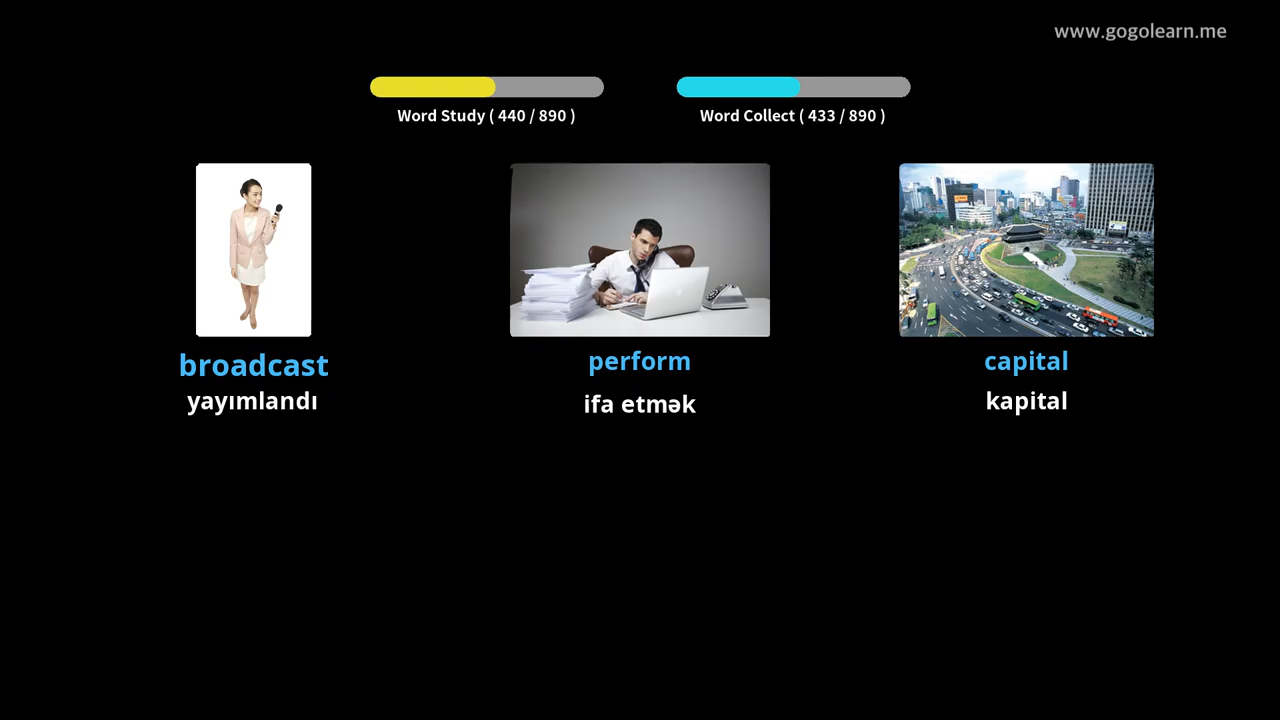 www.gogolearn.me
Word Study ( 440 / 890 )
Word Collect ( 433 / 890 )
broadcast
yayımlandı
perform
ifa etmək
capital
kapital